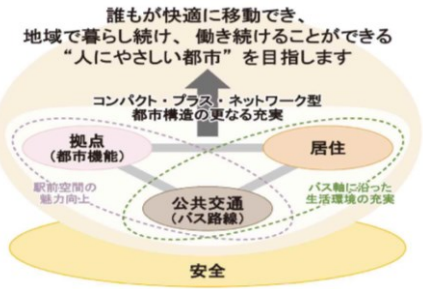 誰もが快適に移動でき、
地域で暮らし続け、働き続けることができる
“人にやさしい都市”を目指します
コンパクト・プラス・ネットワーク型
都市構造の更なる充実
拠点
(都市機能)
居住
駅前空間の
魅力向上
公共交通
(バス路線)
バス軸に沿った
生活環境の充実
安全